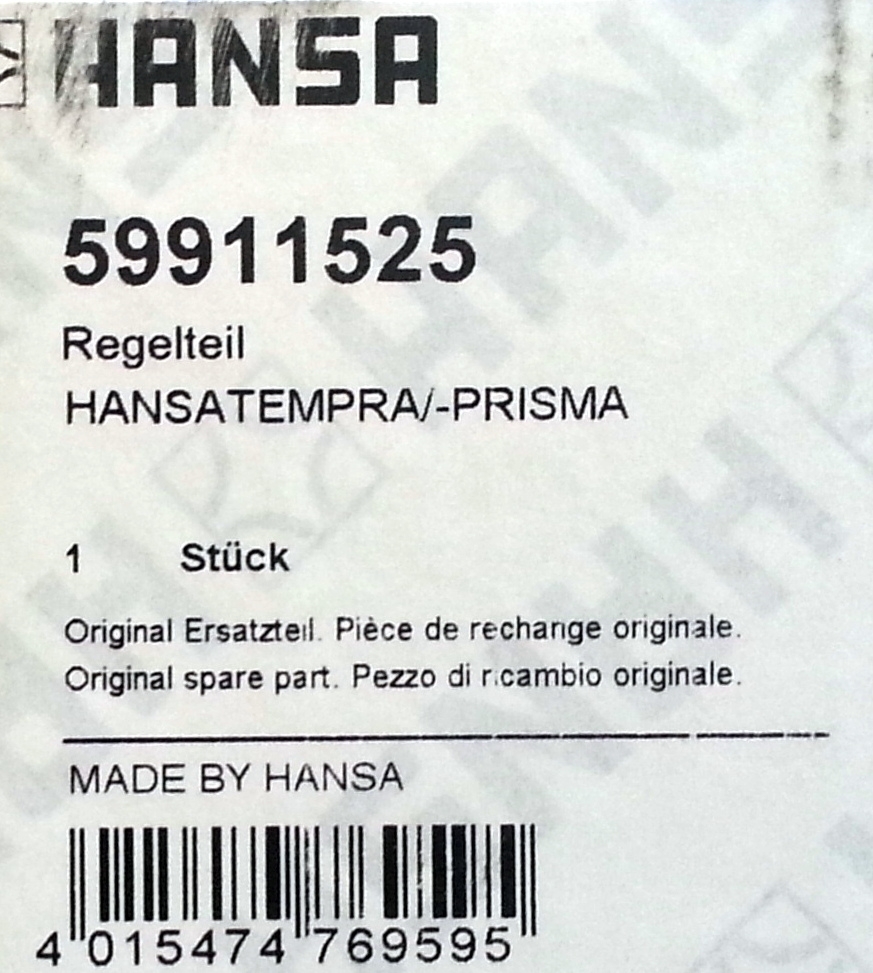 HANSA
59911525
Regelteil
HANSATEMPRA/-PRISMA
1 Stück
Original Ersatzteil. Pièce de rechange originale.
Original spare part. Pezzo di ricambio originale.
MADE BY HANSA
4 015474 769595